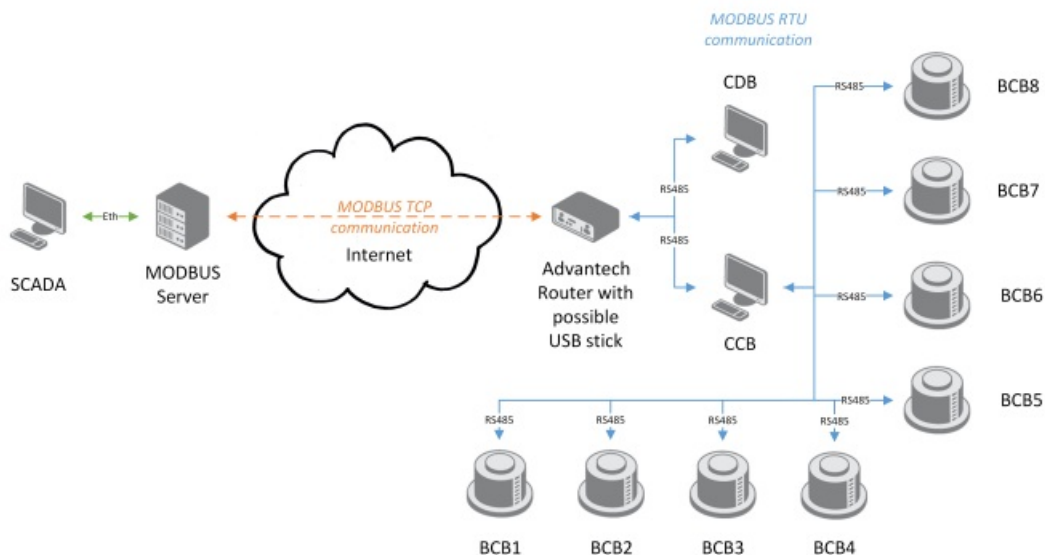 MODBUS RTU
communication
CDB
RS485
BCB8
RS485
BCB7
RS485
SCADA
Eth
MODBUS
Server
MODBUS TCP
communication
Internet
Advantech
Router with
possible
USB stick
RS485
CCB
RS485
BCB6
RS485
BCB5
RS485
RS485
RS485
RS485
BCB1
BCB2
BCB3
BCB4